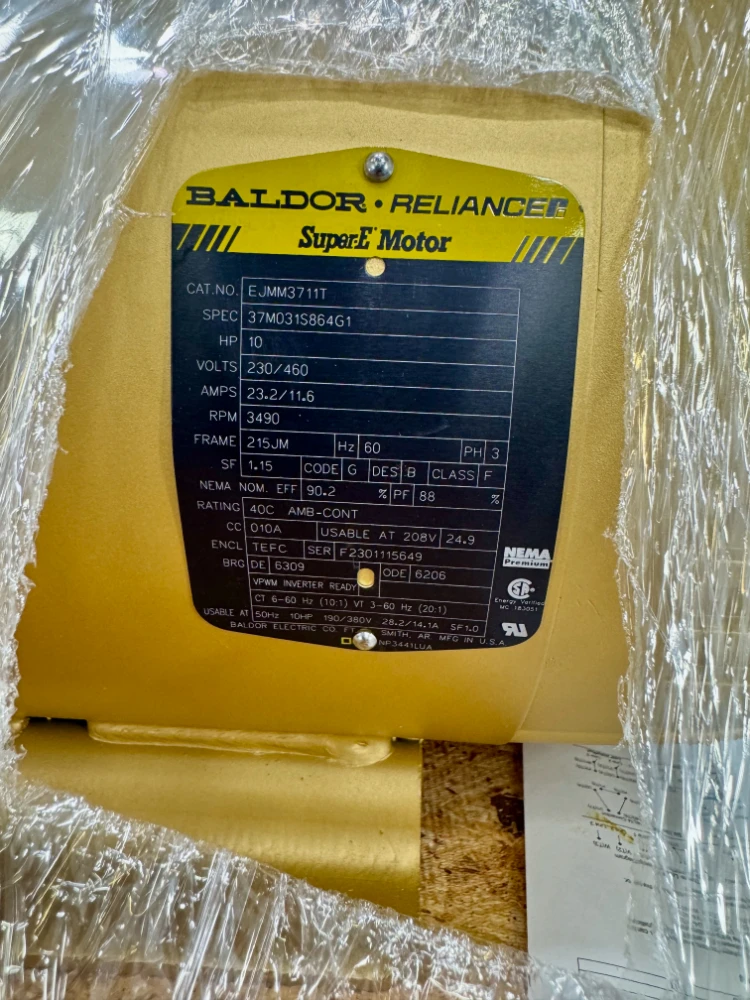 BALDOR • RELIANCER
Super-E Motor
CAT.NO. EJMM3711T
SPEC 37M031S864G1
HP 10
VOLTS 230/460
AMPS 23.2/11.6
RPM 3490
FRAME 215JM Hz 60 PH 3
SF 1.15 CODE G DES B CLASS F
NEMA NOM. EFF 90.2 % PF 88 %
RATING 40C AMB-CONT
CC 010A USABLE AT 208V 24.9
ENCL TEFC SER F2301115649
BRG DE 6309 ODE 6206
VPWM INVERTER READY
CT 6-60 Hz (10:1) VT 3-60 Hz (20:1)
USABLE AT 50Hz 10HP 190/380V 28.2/14.1A SF1.0
BALDOR ELECTRIC CO. FT. SMITH, AR. MFG IN U.S.A.
NP3441LUA
NEMA
Premium
Energy Verified
MC 183051